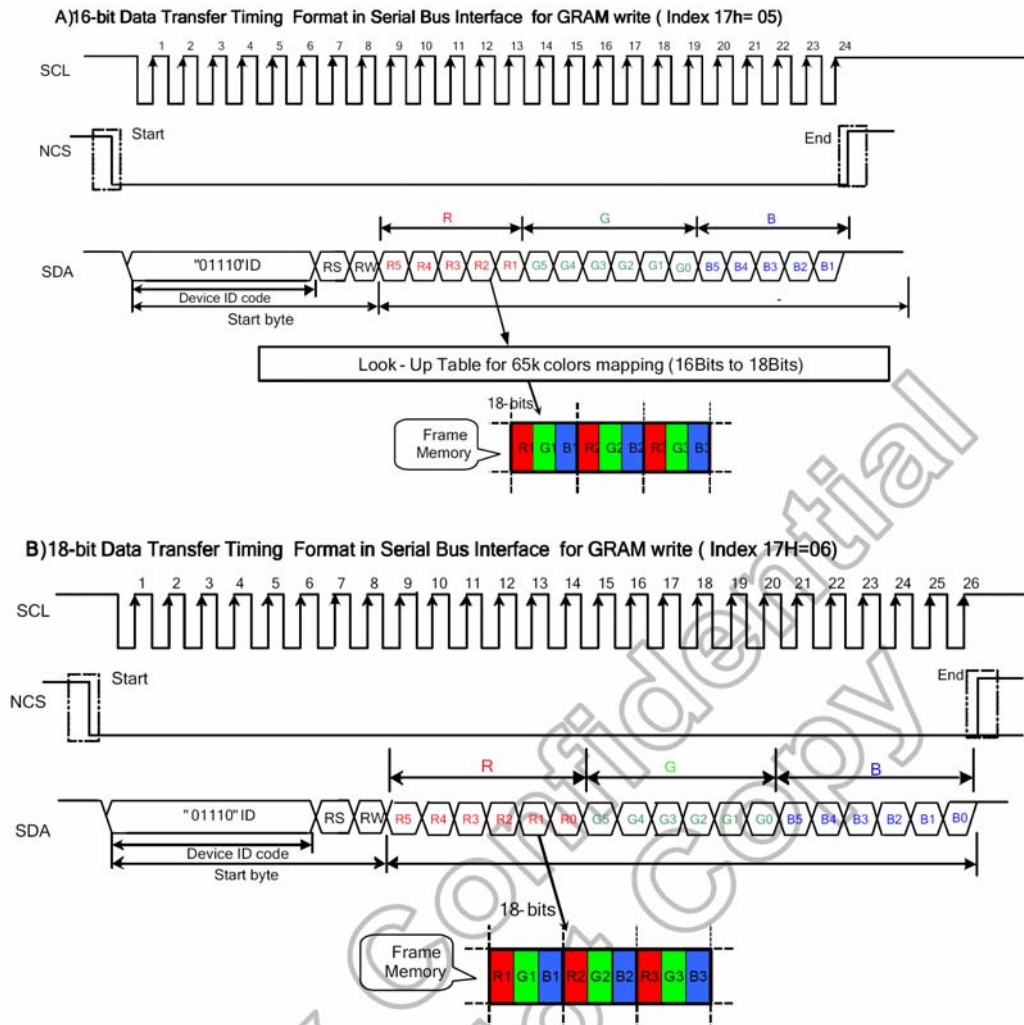 A)16-bit Data Transfer Timing Format in Serial Bus Interface for GRAM write ( Index 17h= 05)
1 2 3 4 5 6 7 8 9 10 11 12 13 14 15 16 17 18 19 20 21 22 23 24
SCL
Start
End
NCS
R G B
SDA
"01110"ID RS RW R5 R4 R3 R2 R1 G5 G4 G3 G2 G1 G0 B5 B4 B3 B2 B1
Device ID code
Start byte
-
Look - Up Table for 65k colors mapping (16Bits to 18Bits)
18-bits
Frame
Memory
R1 G1 B1 R2 G2 B2 R3 G3 B3
B)18-bit Data Transfer Timing Format in Serial Bus Interface for GRAM write ( Index 17H=06)
1 2 3 4 5 6 7 8 9 10 11 12 13 14 15 16 17 18 19 20 21 22 23 24 25 26
SCL
Start
End
NCS
R G B
SDA
"01110"ID RS RW R5 R4 R3 R2 R1 R0 G5 G4 G3 G2 G1 G0 B5 B4 B3 B2 B1 B0
Device ID code
Start byte
18-bits
Frame
Memory
R1 G1 B1 R2 G2 B2 R3 G3 B3
Confidential
Copy